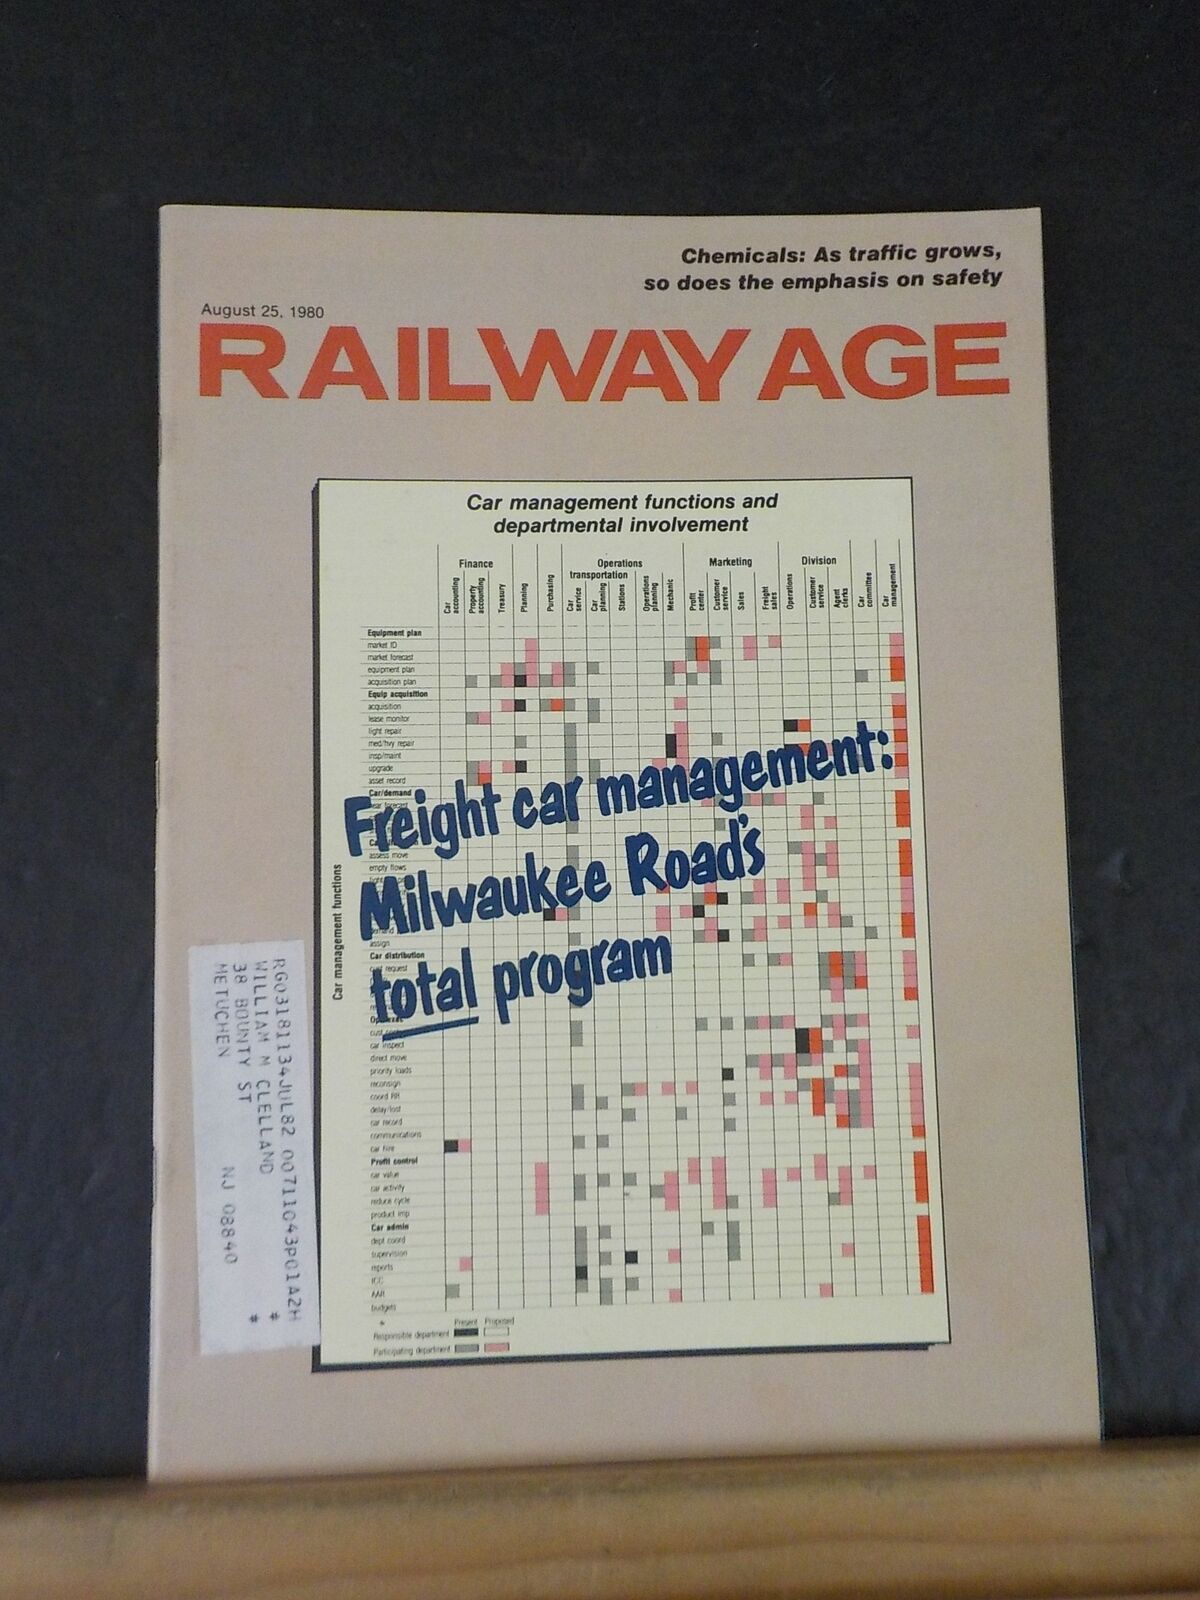 Chemicals: As traffic grows,
so does the emphasis on safety
August 25, 1980
RAILWAY AGE
Car management functions and
departmental involvement
Finance
Operations
transportation
Marketing
Division
Car accounting
Property accounting
Treasury
Planning
Purchasing
Car service
Car planning
Stations
Operations planning
Mechanic
Profit center
Customer service
Sales
Freight sales
Operations
Customer service
Agent clerks
Car committee
Car management
Car management functions
Equipment plan
market ID
market forecast
equipment plan
acquisition plan
Equip acquisition
acquisition
lease monitor
light repair
med/hvy repair
insp/maint
upgrade
asset record
Car/demand
Freight car management:
Milwaukee Road's
total program
assess move
empty flows
assign
Car distribution
cust request
car inspect
direct move
priority loads
reconsign
coord RR
delay/lost
car record
communications
car hire
Profit control
car value
car activity
reduce cycle
product imp
Car admin
dept coord
supervision
reports
ICC
AAR
budgets
Present Proposed
Responsible department
Participating department
RG03181134JUL82 00711043P01A2H
WILLIAM M CLELLAND *
38 BOUNTY ST *
METUCHEN NJ 08840